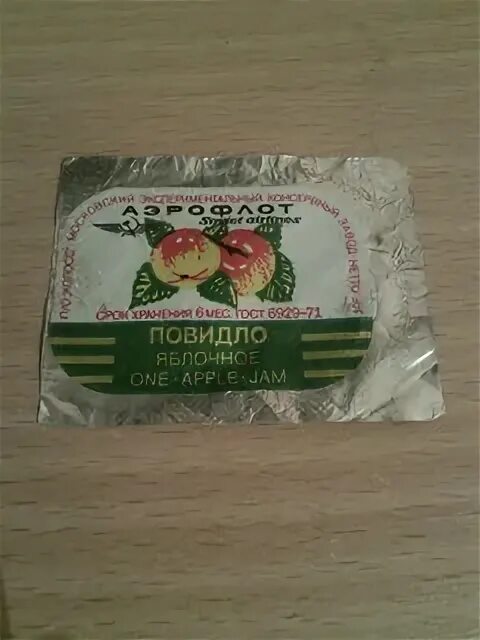 МОСКОВСКИЙ ЭКСПЕРИМЕНТАЛЬНЫЙ КОНСЕРВНЫЙ ЗАВОД НЕТТО
АЭРОФЛОТ
Soviet airlines
СРОК ХРАНЕНИЯ 6 МЕС. ГОСТ 6929-71
ПОВИДЛО
ЯБЛОЧНОЕ
ONE·APPLE·JAM